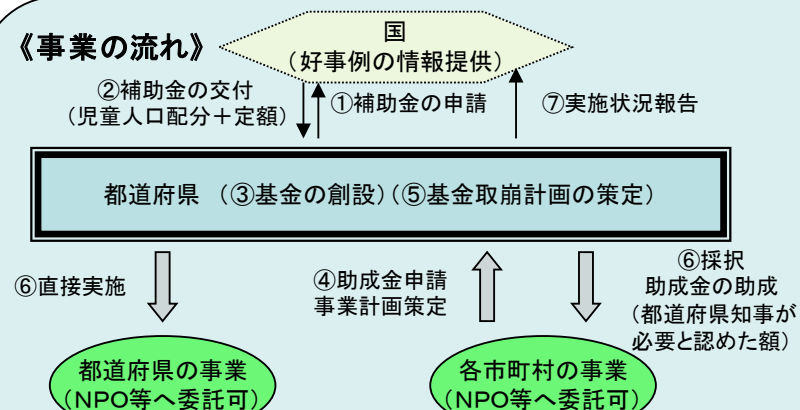 《事業の流れ》
国
（好事例の情報提供）
②補助金の交付
（児童人口配分＋定額）
①補助金の申請
⑦実施状況報告
都道府県 （③基金の創設）（⑤基金取崩計画の策定）
⑥直接実施
④助成金申請
事業計画策定
⑥採択
助成金の助成
（都道府県知事が
必要と認めた額）
都道府県の事業
（NPO等へ委託可）
各市町村の事業
（NPO等へ委託可）